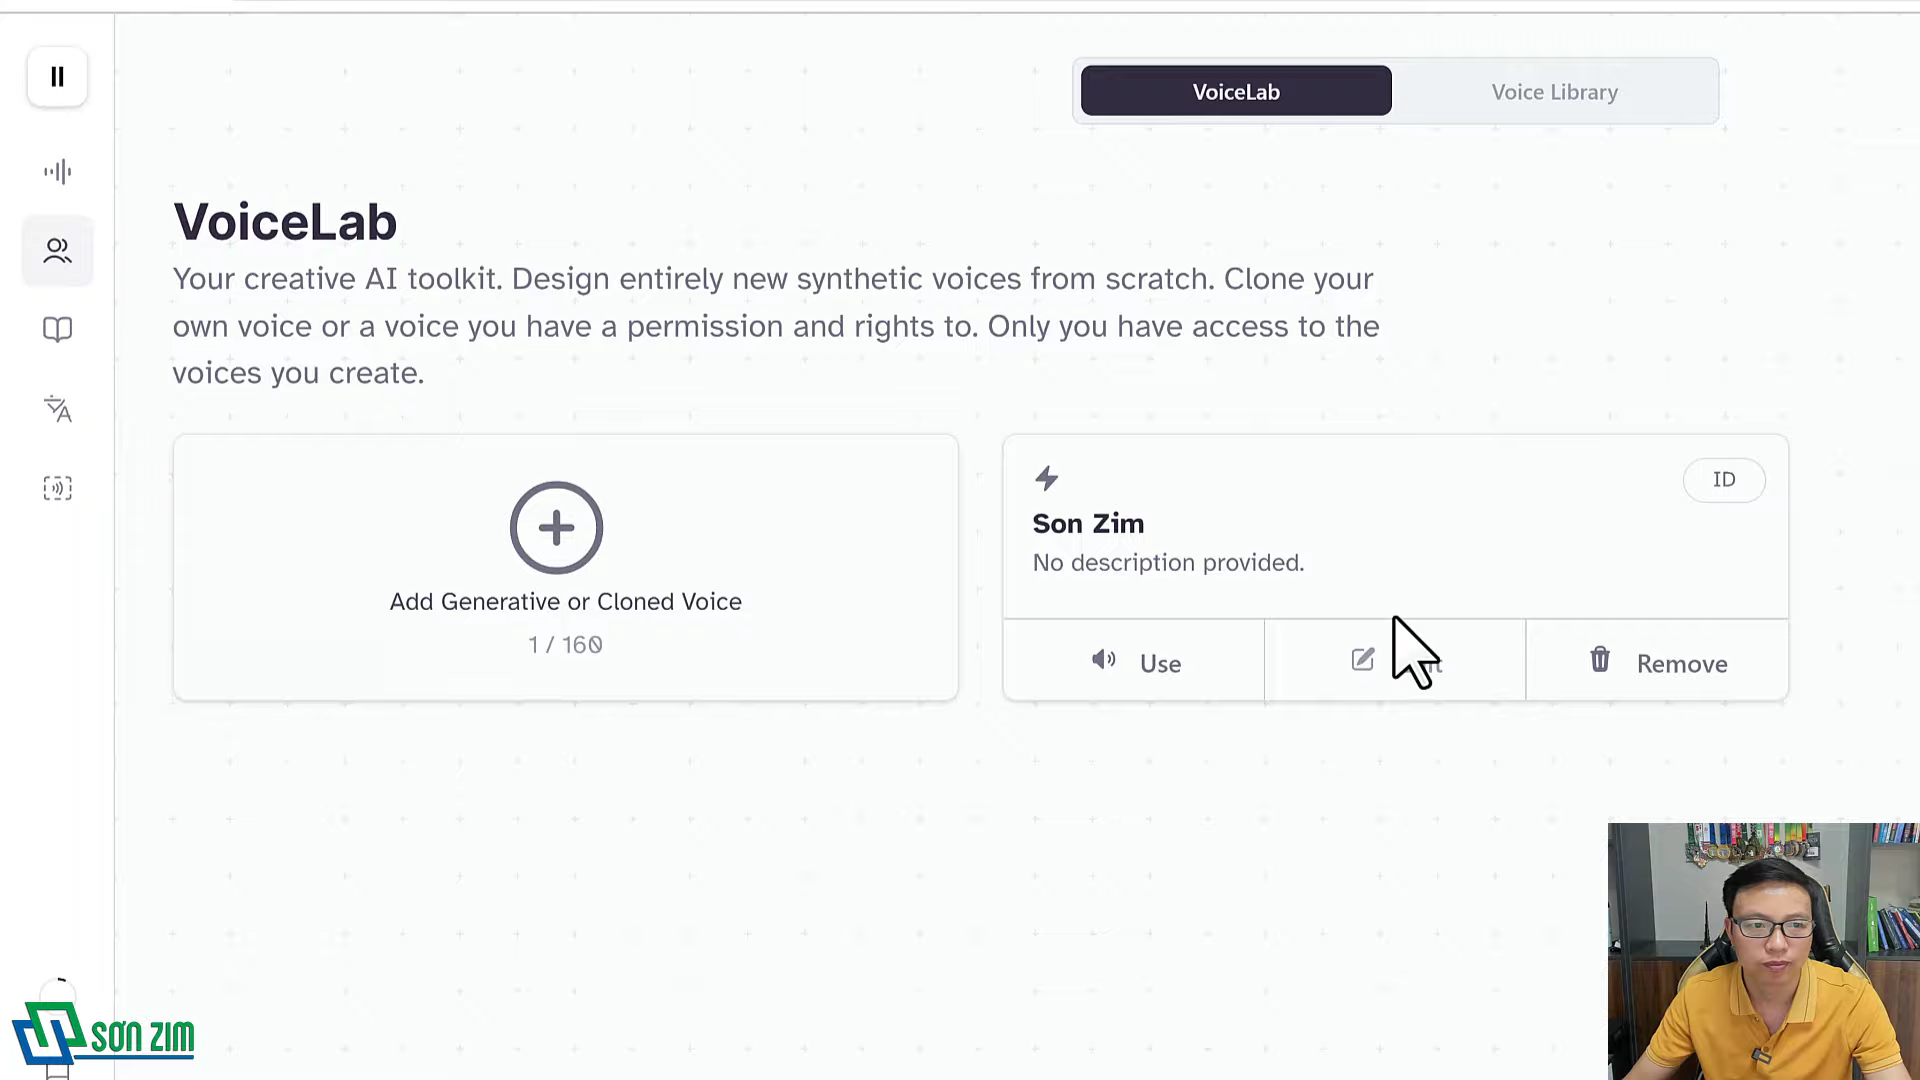 VoiceLab
Voice Library
VoiceLab
Your creative AI toolkit. Design entirely new synthetic voices from scratch. Clone your
own voice or a voice you have a permission and rights to. Only you have access to the
voices you create.
Add Generative or Cloned Voice
1 / 160
ID
Son Zim
No description provided.
Use
Remove
SƠN ZIM